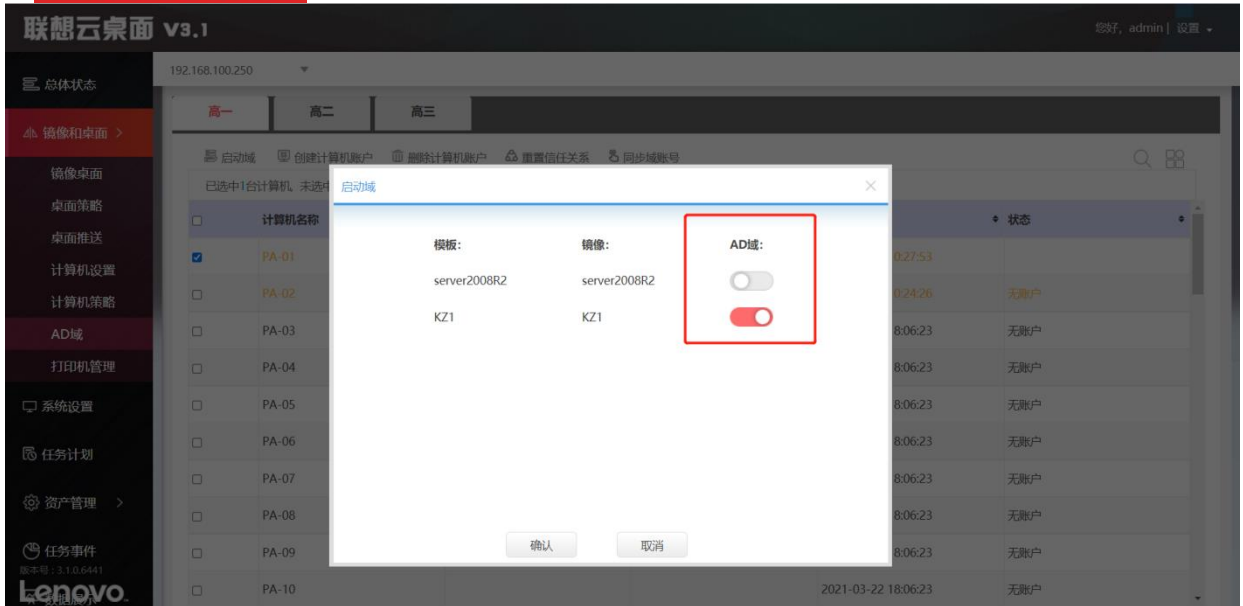 联想云桌面 V3.1
您好, admin | 设置
总体状态
192.168.100.250
高一 高二 高三
镜像和桌面
启动域 创建计算机账户 删除计算机账户 重置信任关系 同步域账号
镜像桌面
已选中1台计算机, 未选中
启动域
桌面策略
计算机名称 状态
桌面推送
模板: 镜像: AD域:
PA-01 0:27:53
计算机设置
server2008R2 server2008R2
PA-02 0:24:26 无账户
计算机策略
KZ1 KZ1
AD域
PA-03 8:06:23 无账户
打印机管理
PA-04 8:06:23 无账户
系统设置
PA-05 8:06:23 无账户
PA-06 8:06:23 无账户
任务计划
PA-07 8:06:23 无账户
资产管理
PA-08 8:06:23 无账户
确认 取消
任务事件
PA-09 8:06:23 无账户
版本号：3.1.0.6441
Lenovo
PA-10 2021-03-22 18:06:23 无账户